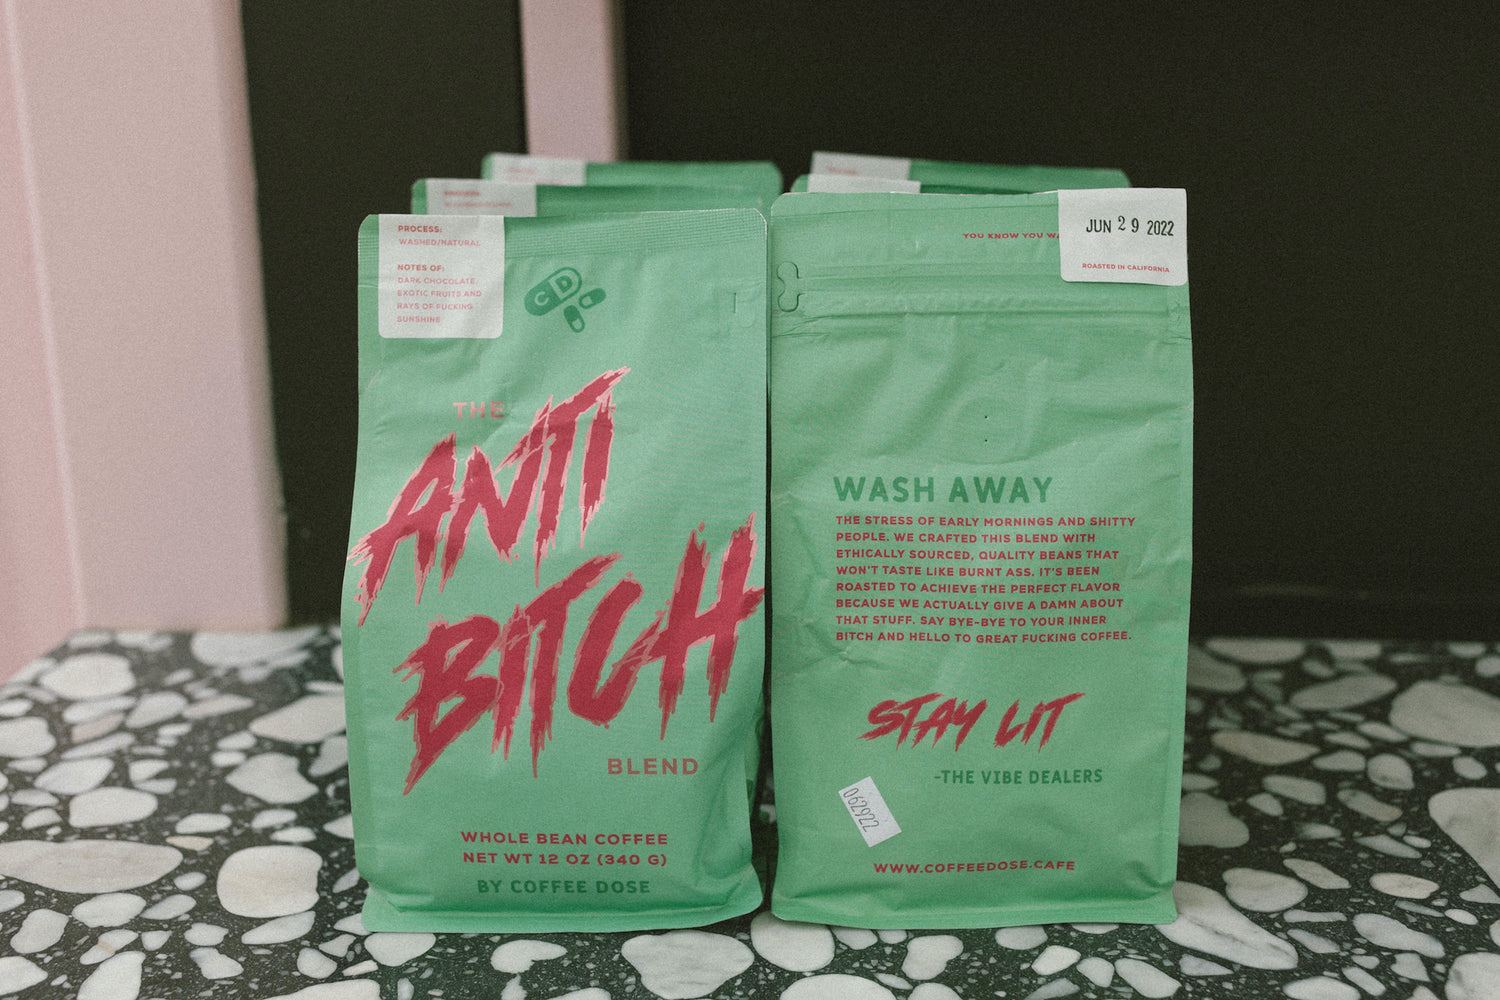 PROCESS:
WASHED/NATURAL
NOTES OF:
DARK CHOCOLATE,
EXOTIC FRUITS AND
RAYS OF FUCKING
SUNSHINE
CD
THE
ANTI
BITCH
BLEND
WHOLE BEAN COFFEE
NET WT 12 OZ (340 G)
BY COFFEE DOSE
YOU KNOW YOU
JUN 29 2022
ROASTED IN CALIFORNIA
WASH AWAY
THE STRESS OF EARLY MORNINGS AND SHITTY
PEOPLE. WE CRAFTED THIS BLEND WITH
ETHICALLY SOURCED, QUALITY BEANS THAT
WON'T TASTE LIKE BURNT ASS. IT'S BEEN
ROASTED TO ACHIEVE THE PERFECT FLAVOR
BECAUSE WE ACTUALLY GIVE A DAMN ABOUT
THAT STUFF. SAY BYE-BYE TO YOUR INNER
BITCH AND HELLO TO GREAT FUCKING COFFEE.
STAY LIT
-THE VIBE DEALERS
062922
WWW.COFFEEDOSE.CAFE